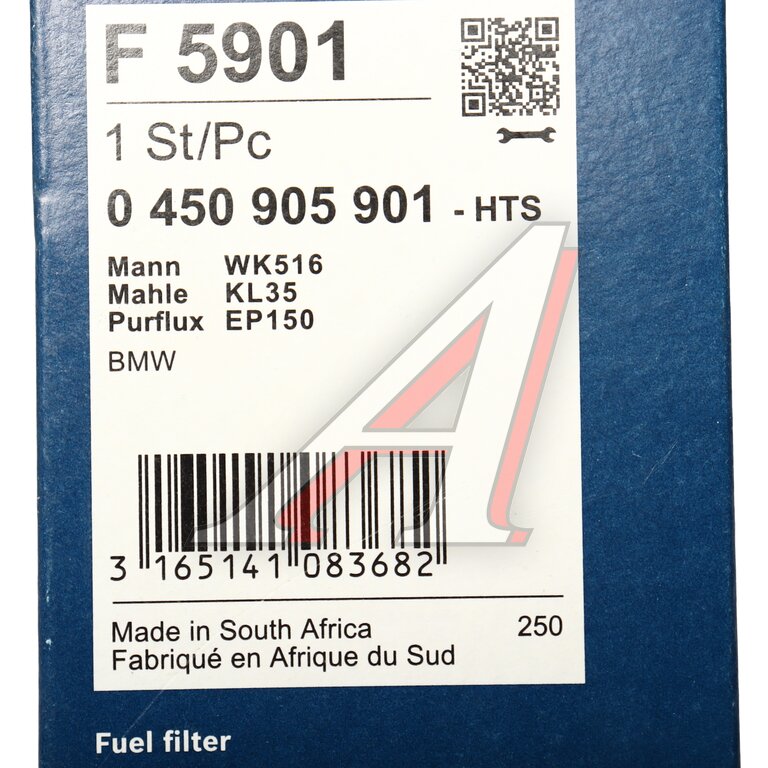 F 5901
1 St/Pc
0 450 905 901 - HTS
Mann WK516
Mahle KL35
Purflux EP150
BMW
3 165141 083682
Made in South Africa 250
Fabriqué en Afrique du Sud
Fuel filter